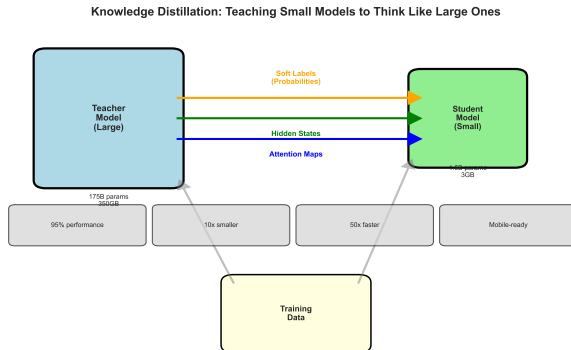 Knowledge Distillation: Teaching Small Models to Think Like Large Ones
Soft Labels
(Probabilities)
Teacher
Model
(Large)
Student
Model
(Small)
Hidden States
Attention Maps
175B params
350GB
params
3GB
95% performance
10x smaller
50x faster
Mobile-ready
Training
Data